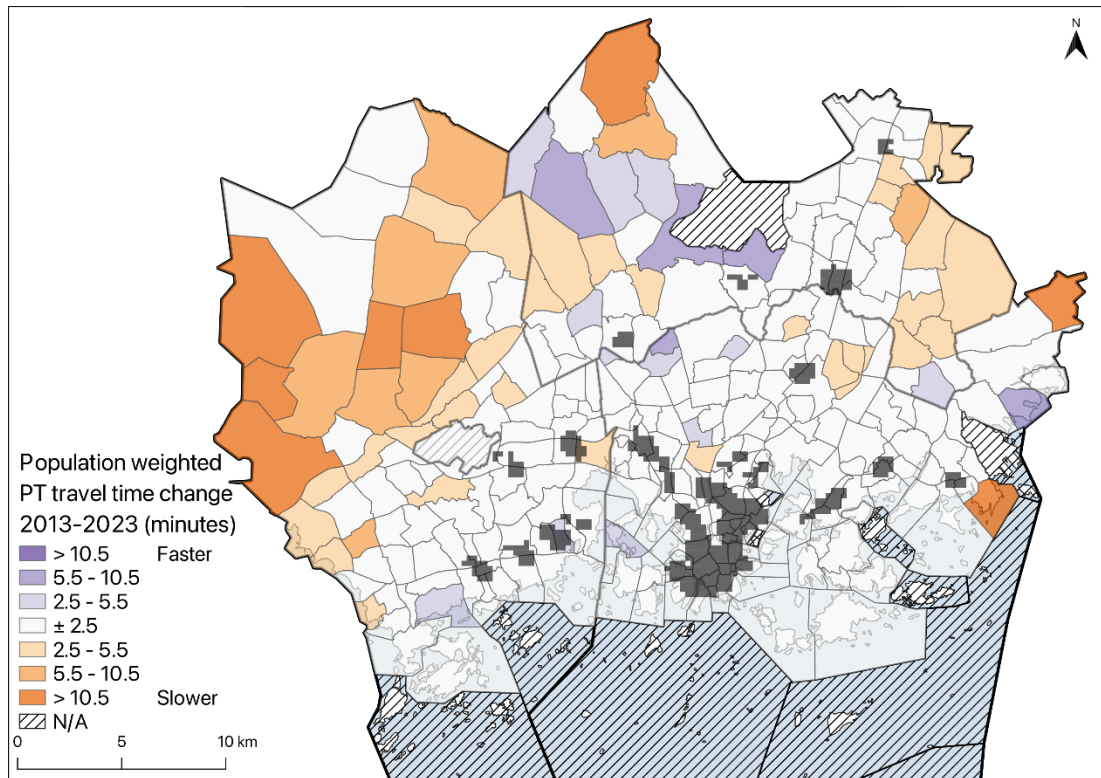 N
Population weighted
PT travel time change
2013-2023 (minutes)
> 10.5 Faster
5.5 - 10.5
2.5 - 5.5
± 2.5
2.5 - 5.5
5.5 - 10.5
> 10.5 Slower
N/A
0 5 10 km